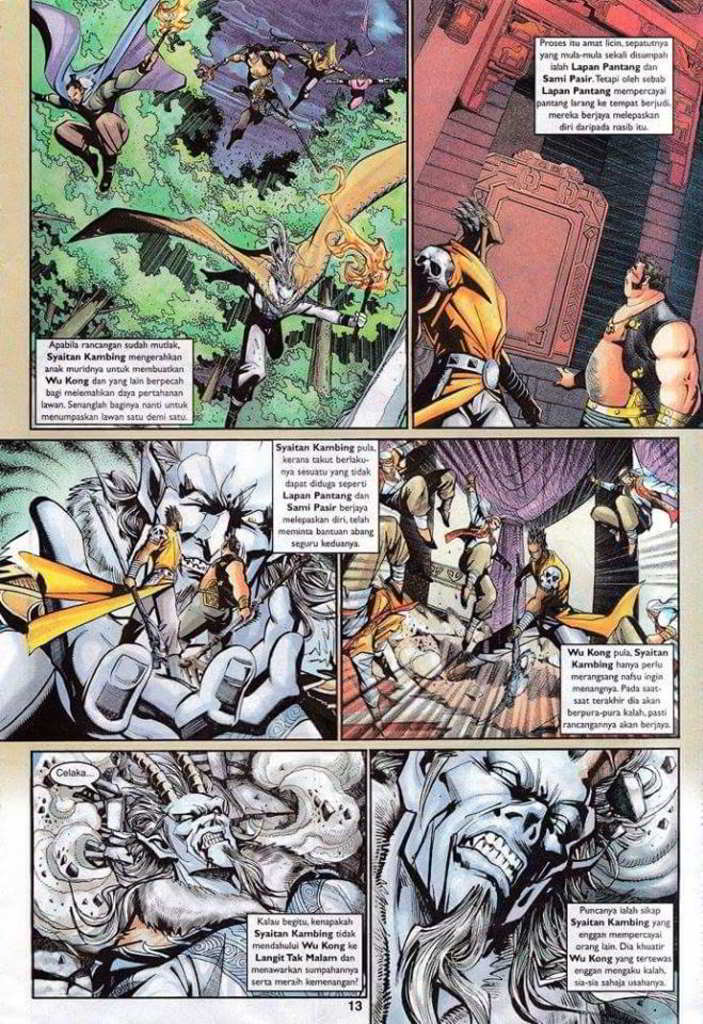 Apabila rancangan sudah mutlak,
Syaitan Kambing mengerahkan
anak muridnya untuk membuatkan
Wu Kong dan yang lain berpecah
bagi melemahkan daya pertahanan
lawan. Senanglah baginya nanti untuk
menumpaskan lawan satu demi satu.
Proses itu amat licin, sepatutnya
yang mula-mula sekali disumpah
ialah Lapan Pantang dan
Sami Pasir. Tetapi oleh sebab
Lapan Pantang mempercayai
pantang larang ke tempat berjudi,
mereka berjaya melepaskan
diri daripada nasib itu.
Syaitan Kambing pula,
kerana takut berlaku-
nya sesuatu yang tidak
dapat diduga seperti
Lapan Pantang dan
Sami Pasir berjaya
melepaskan diri, telah
meminta bantuan abang
seguru keduanya.
Wu Kong pula, Syaitan
Kambing hanya perlu
merangsang nafsu ingin
menangnya. Pada saat-
saat terakhir dia akan
berpura-pura kalah, pasti
rancangannya akan berjaya.
Celaka...
Kalau begitu, kenapakah
Syaitan Kambing tidak
mendahului Wu Kong ke
Langit Tak Malam dan
menawarkan sumpahannya
serta meraih kemenangan?
Puncanya ialah sikap
Syaitan Kambing yang
enggan mempercayai
orang lain. Dia khuatir
Wu Kong yang tertewas
enggan mengaku kalah,
sia-sia sahaja usahanya.
13